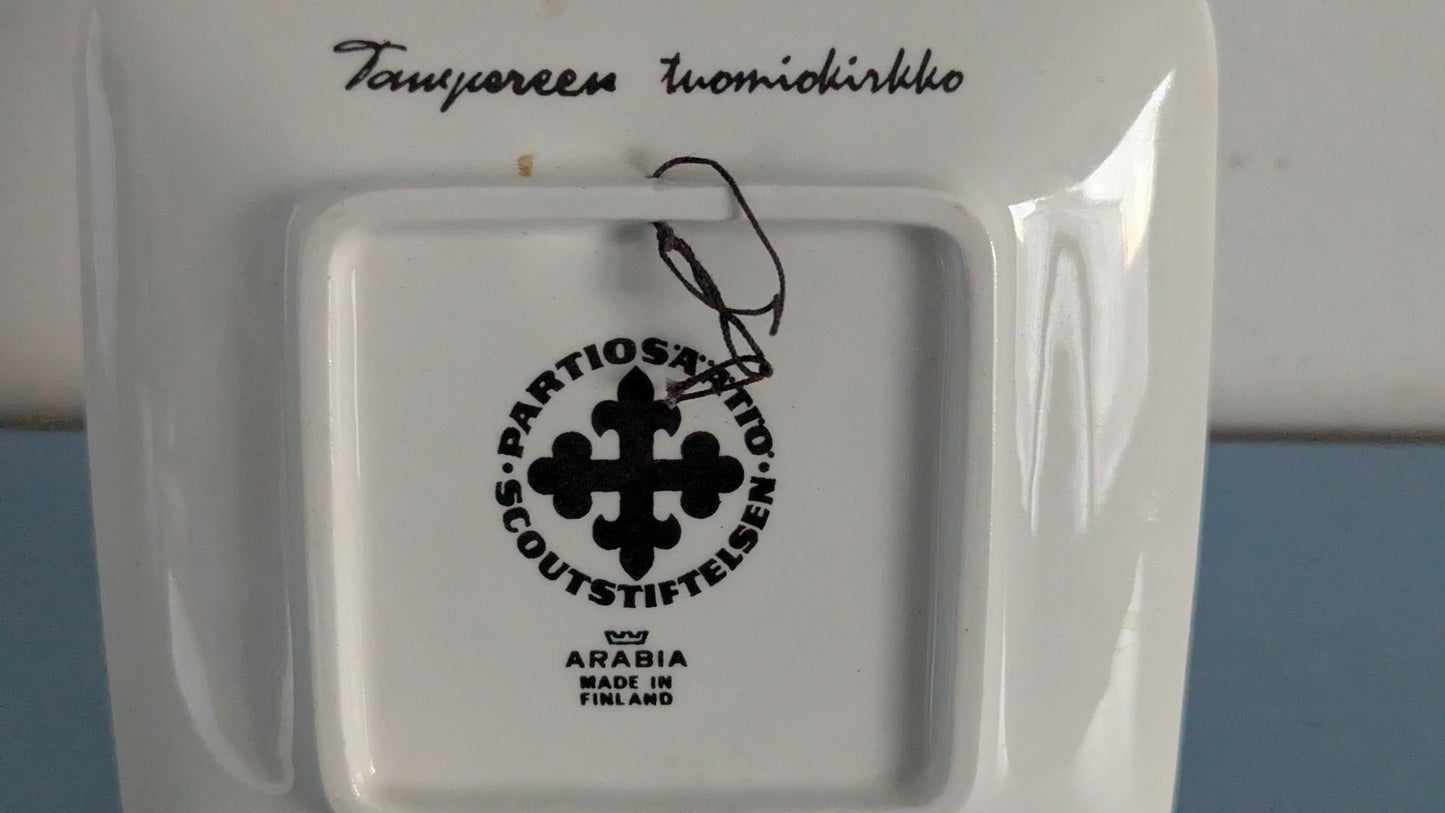 Tampereen tuomiokirkko
PARTIOSÄÄTIÖ
SCOUTSTIFTELSEN
ARABIA
MADE IN
FINLAND